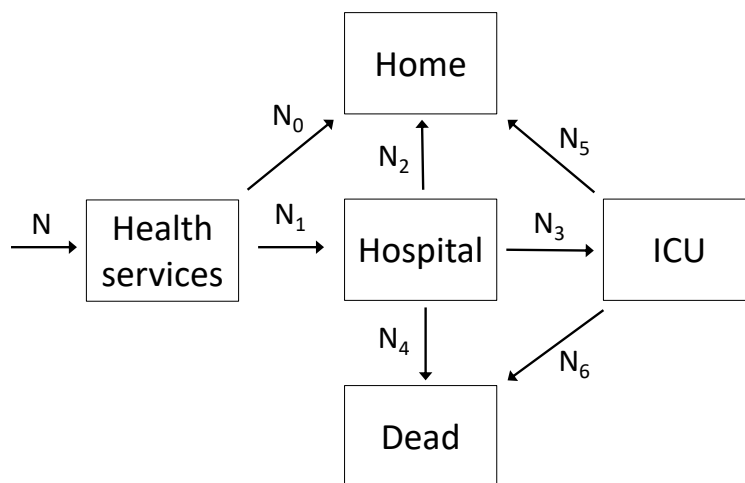 Home
N₀
N₂
N₅
N
Health
services
N₁
Hospital
N₃
ICU
N₄
N₆
Dead